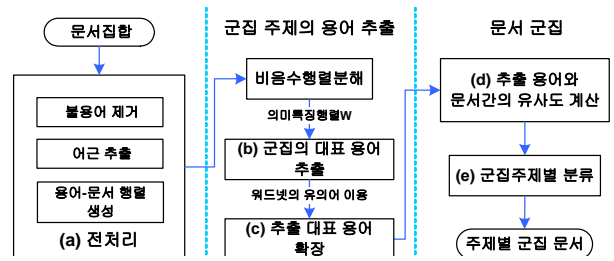 문서집합
불용어 제거
어근 추출
용어-문서 행렬
생성
(a) 전처리
군집 주제의 용어 추출
비음수행렬분해
의미특징행렬W
(b) 군집의 대표 용어
추출
워드넷의 유의어 이용
(c) 추출 대표 용어
확장
문서 군집
(d) 추출 용어와
문서간의 유사도 계산
(e) 군집주제별 분류
주제별 군집 문서